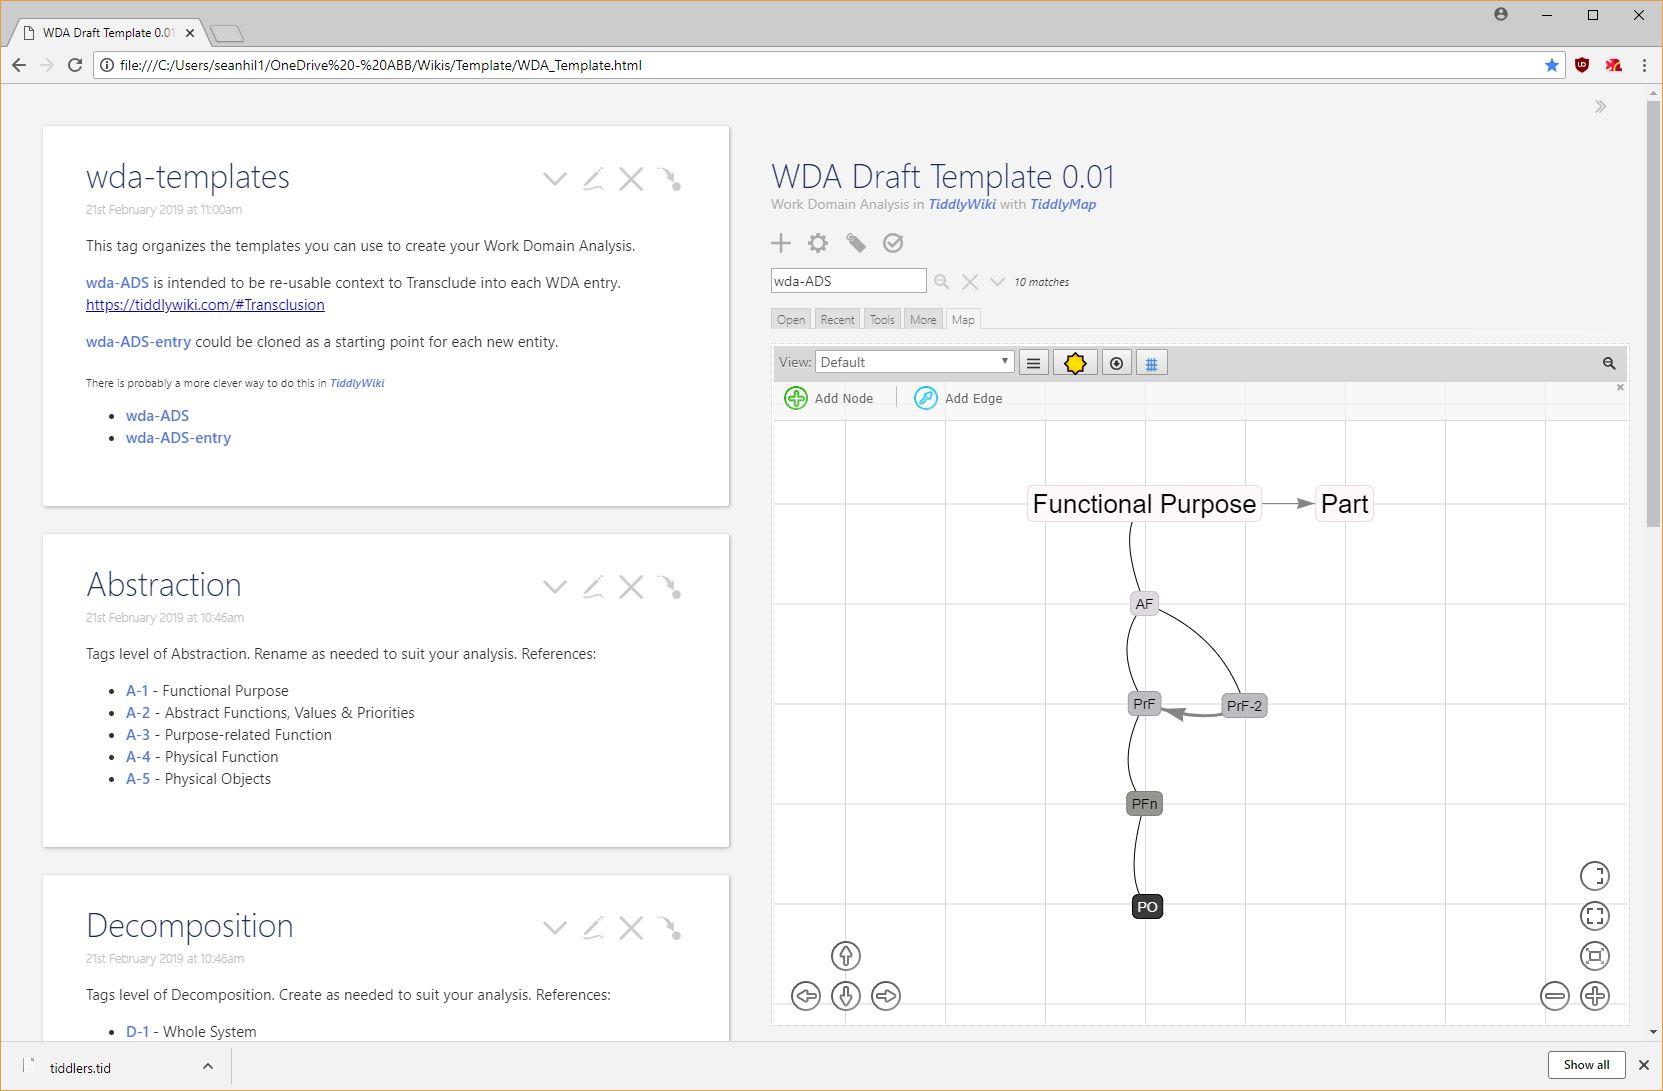 WDA Draft Template 0.01
file:///C:/Users/seanhil1/OneDrive%20-%20ABB/Wikis/Template/WDA_Template.html
wda-templates
21st February 2019 at 11:00am
This tag organizes the templates you can use to create your Work Domain Analysis.
wda-ADS is intended to be re-usable context to Transclude into each WDA entry.
https://tiddlywiki.com/#Transclusion
wda-ADS-entry could be cloned as a starting point for each new entity.
There is probably a more clever way to do this in TiddlyWiki
wda-ADS
wda-ADS-entry
Abstraction
21st February 2019 at 10:46am
Tags level of Abstraction. Rename as needed to suit your analysis. References:
A-1 - Functional Purpose
A-2 - Abstract Functions, Values & Priorities
A-3 - Purpose-related Function
A-4 - Physical Function
A-5 - Physical Objects
Decomposition
21st February 2019 at 10:46am
Tags level of Decomposition. Create as needed to suit your analysis. References:
D-1 - Whole System
WDA Draft Template 0.01
Work Domain Analysis in TiddlyWiki with TiddlyMap
wda-ADS 10 matches
Open Recent Tools More Map
View: Default
Add Node Add Edge
Functional Purpose Part
AF
PrF PrF-2
PFn
PO
tiddlers.tid Show all